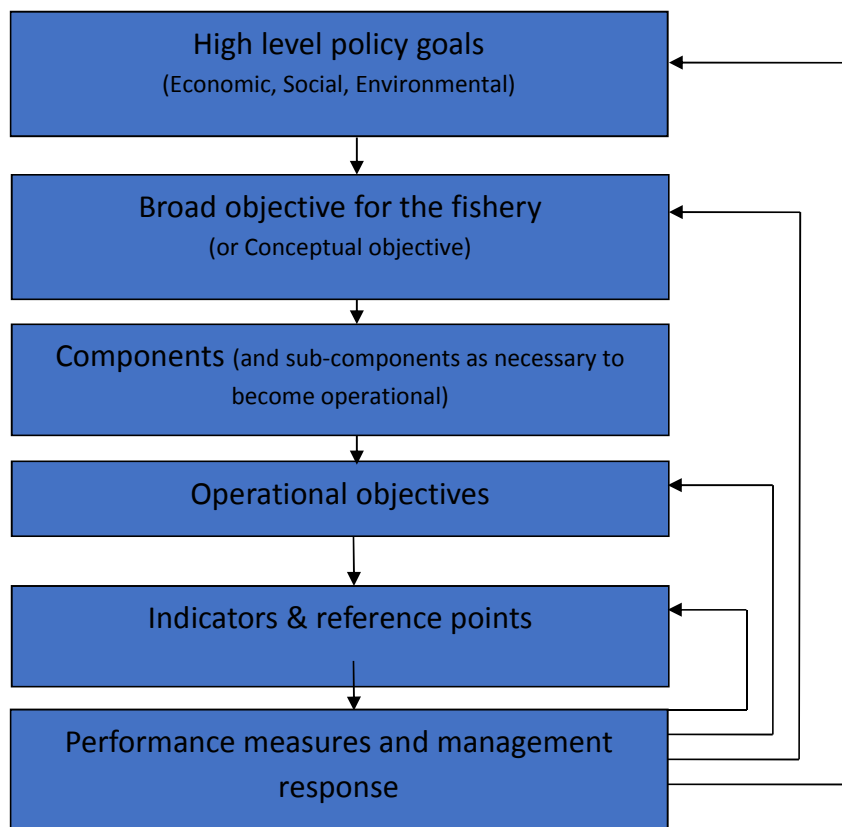 High level policy goals
(Economic, Social, Environmental)
Broad objective for the fishery
(or Conceptual objective)
Components (and sub-components as necessary to
become operational)
Operational objectives
Indicators & reference points
Performance measures and management
response